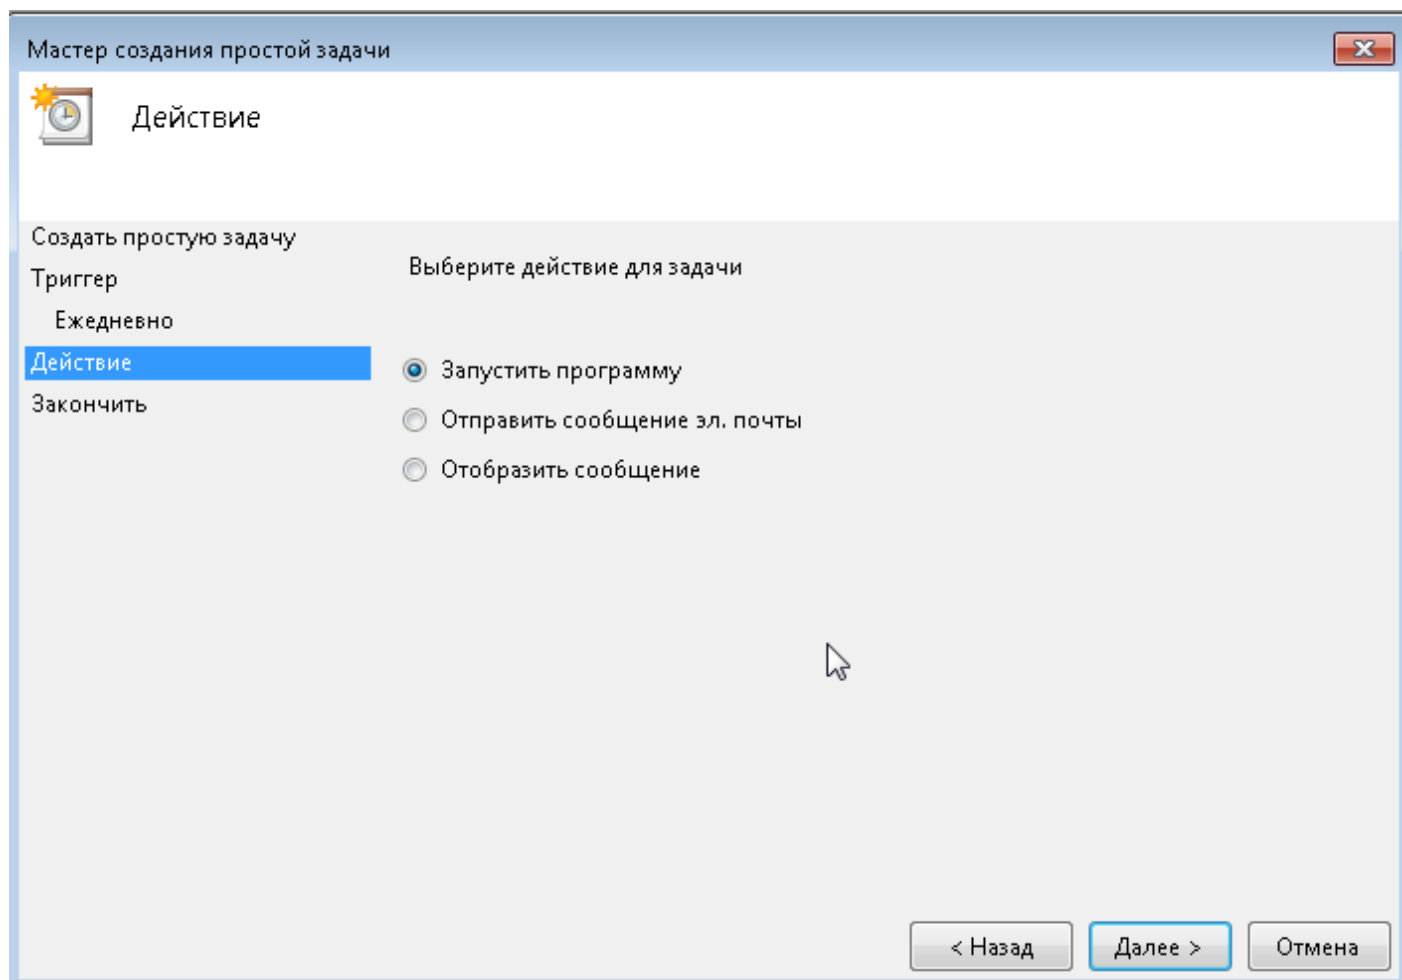 Мастер создания простой задачи
Действие
Создать простую задачу
Триггер
Ежедневно
Действие
Закончить
Выберите действие для задачи
Запустить программу
Отправить сообщение эл. почты
Отобразить сообщение
< Назад
Далее >
Отмена